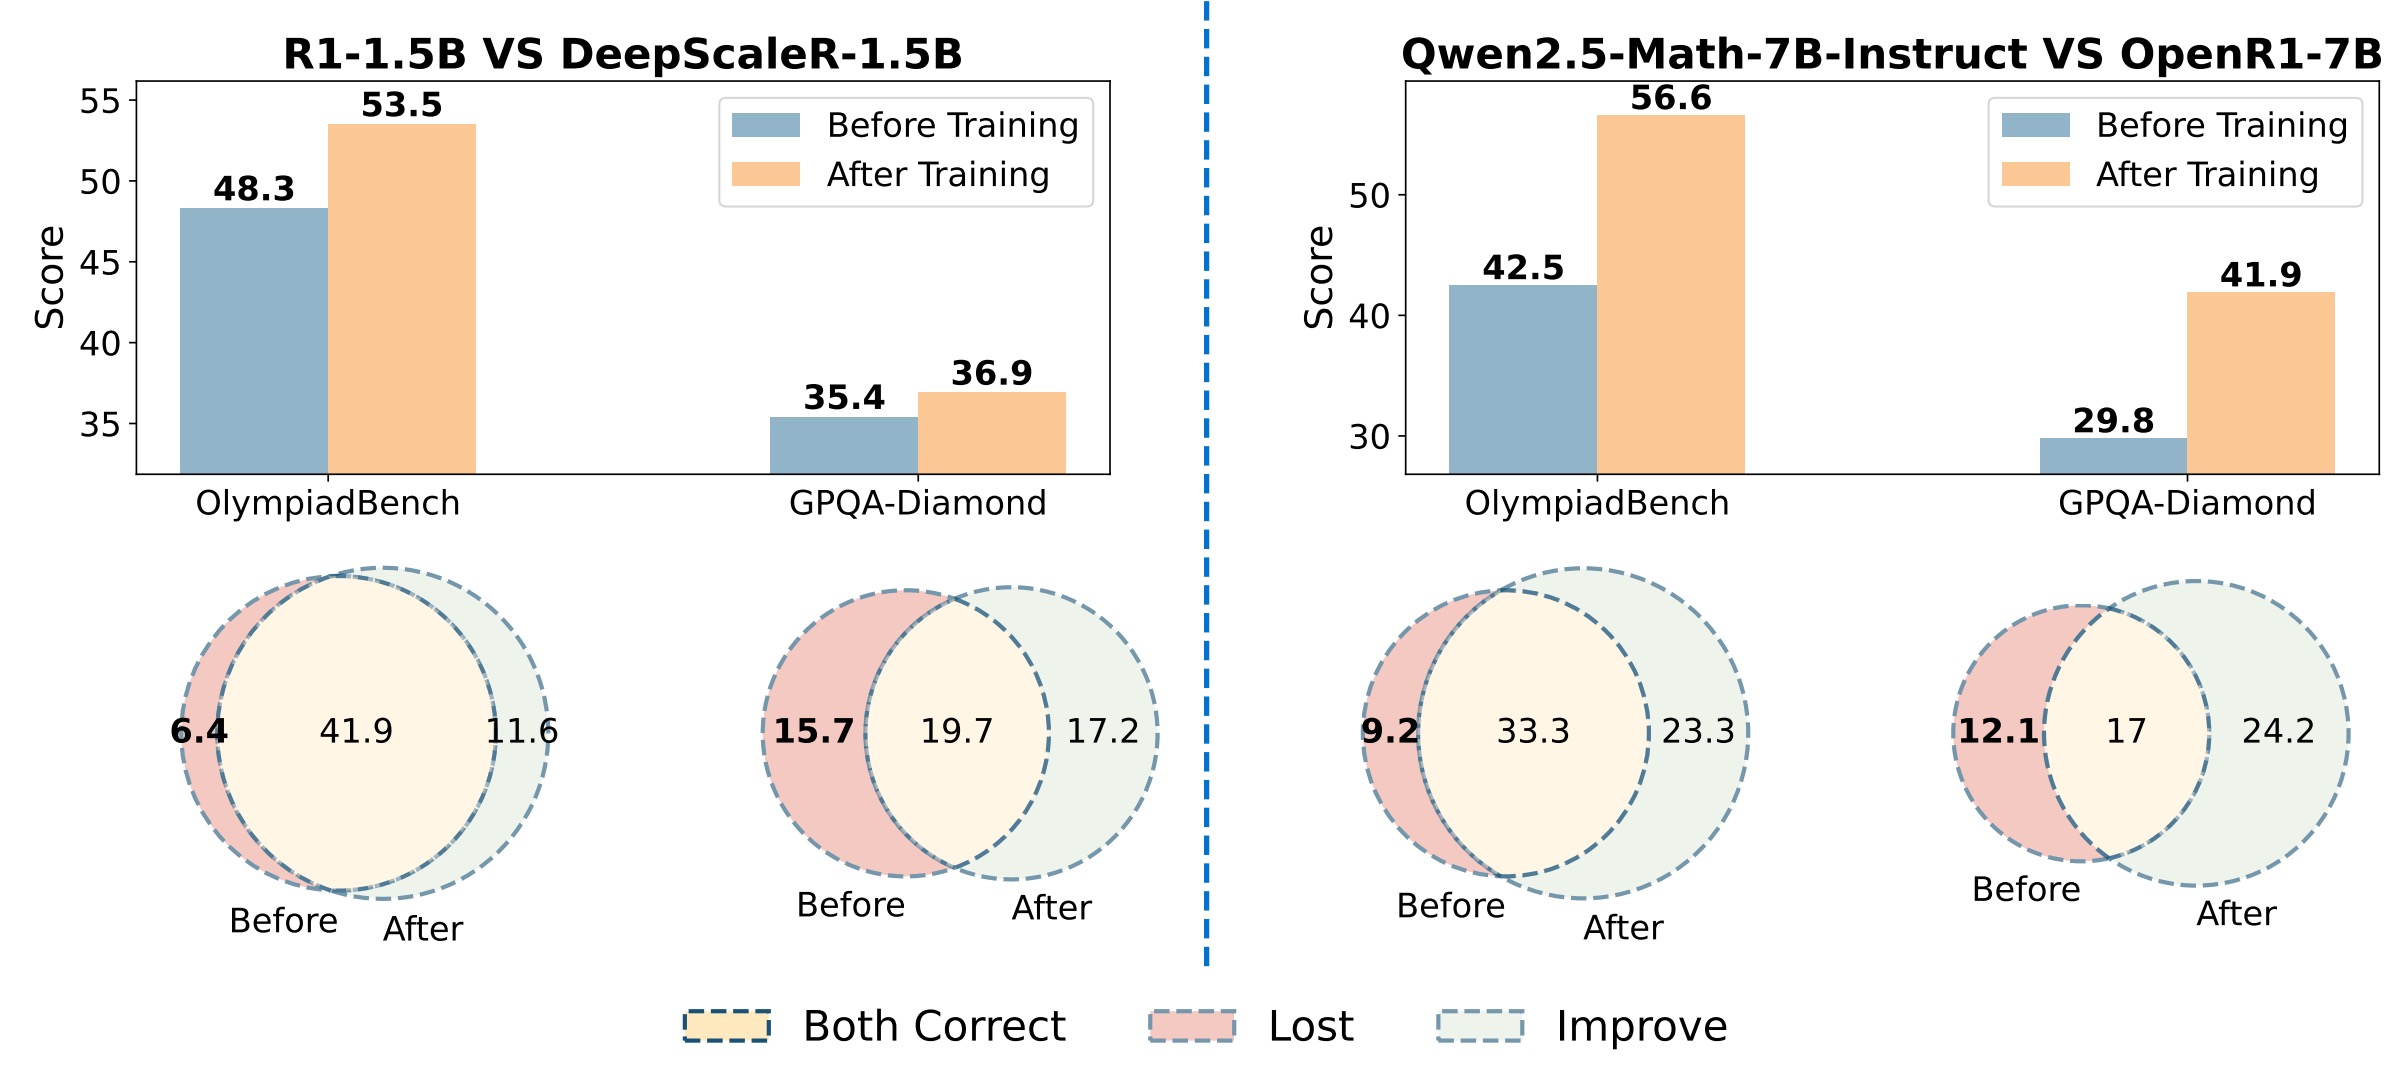 R1-1.5B VS DeepScaleR-1.5B
55
50
45
40
35
Score
48.3
53.5
35.4
36.9
Before Training
After Training
OlympiadBench
GPQA-Diamond
6.4
41.9
11.6
Before
After
15.7
19.7
17.2
Before
After
Qwen2.5-Math-7B-Instruct VS OpenR1-7B
50
40
30
Score
42.5
56.6
29.8
41.9
Before Training
After Training
OlympiadBench
GPQA-Diamond
9.2
33.3
23.3
Before
After
12.1
17
24.2
Before
After
Both Correct
Lost
Improve